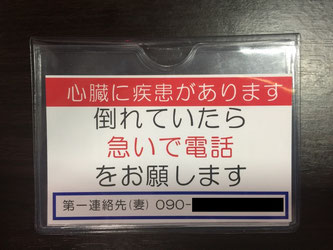 心臓に疾患があります
倒れていたら
急いで電話
をお願いします
第一連絡先(妻) 090-